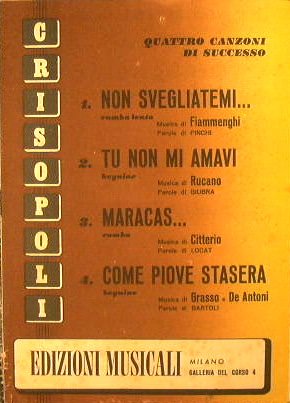 CRISOPOLI
QUATTRO CANZONI
DI SUCCESSO
1. NON SVEGLIATEMI...
rumba lenta
Musica di Fiammenghi
Parole di PINCHI
2. TU NON MI AMAVI
beguine
Musica di Rucano
Parole di GIUBRA
3. MARACAS...
rumba
Musica di Citterio
Parole di LOCAT
4. COME PIOVE STASERA
beguine
Musica di Grasso e De Antoni
Parole di BARTOLI
EDIZIONI MUSICALI
MILANO
GALLERIA DEL CORSO 4